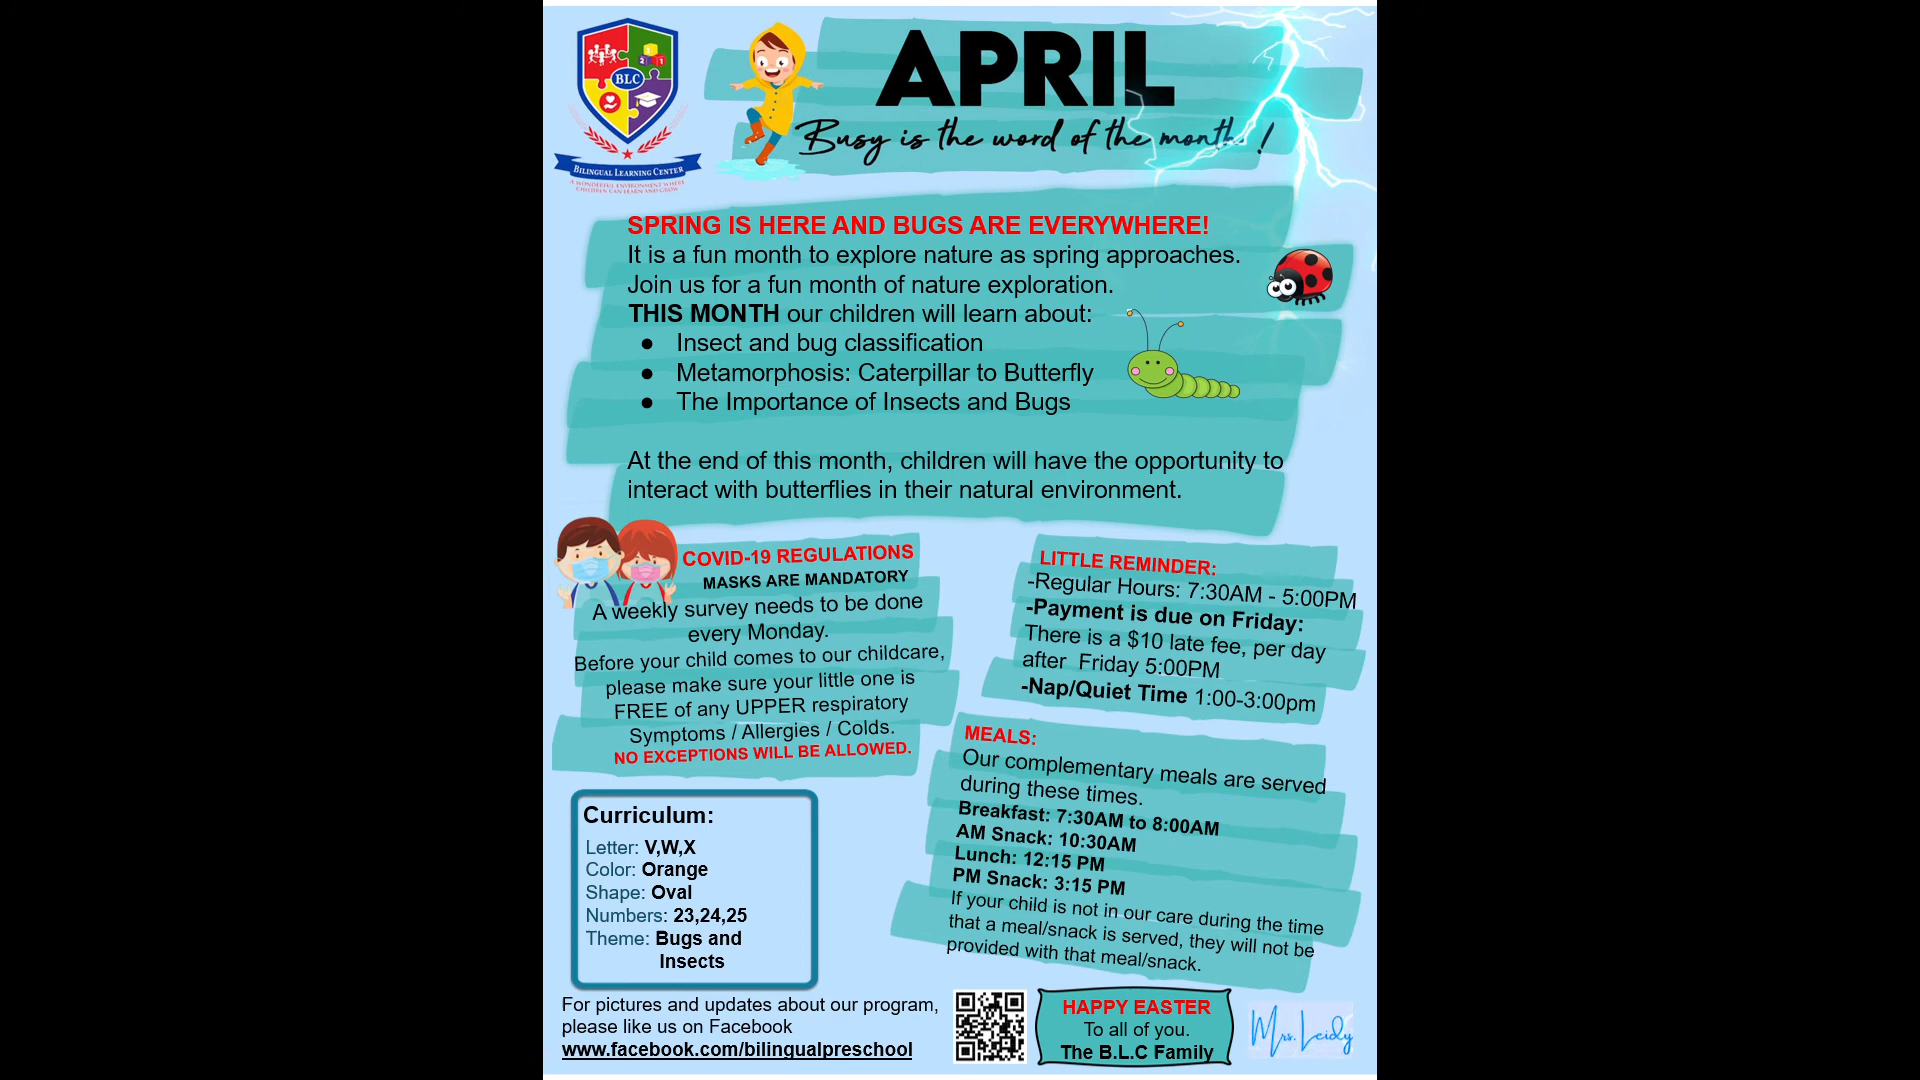 BLC
BILINGUAL LEARNING CENTER
A WONDERFUL ENVIRONMENT WHERE
CHILDREN CAN LEARN AND GROW
APRIL
Busy is the word of the month!
SPRING IS HERE AND BUGS ARE EVERYWHERE!
It is a fun month to explore nature as spring approaches.
Join us for a fun month of nature exploration.
THIS MONTH our children will learn about:
● Insect and bug classification
● Metamorphosis: Caterpillar to Butterfly
● The Importance of Insects and Bugs
At the end of this month, children will have the opportunity to
interact with butterflies in their natural environment.
COVID-19 REGULATIONS
MASKS ARE MANDATORY
A weekly survey needs to be done
every Monday.
Before your child comes to our childcare,
please make sure your little one is
FREE of any UPPER respiratory
Symptoms / Allergies / Colds.
NO EXCEPTIONS WILL BE ALLOWED.
LITTLE REMINDER:
-Regular Hours: 7:30AM - 5:00PM
-Payment is due on Friday:
There is a $10 late fee, per day
after Friday 5:00PM
-Nap/Quiet Time 1:00-3:00pm
MEALS:
Our complementary meals are served
during these times.
Breakfast: 7:30AM to 8:00AM
AM Snack: 10:30AM
Lunch: 12:15 PM
PM Snack: 3:15 PM
If your child is not in our care during the time
that a meal/snack is served, they will not be
provided with that meal/snack.
Curriculum:
Letter: V,W,X
Color: Orange
Shape: Oval
Numbers: 23,24,25
Theme: Bugs and
Insects
For pictures and updates about our program,
please like us on Facebook
www.facebook.com/bilingualpreschool
HAPPY EASTER
To all of you.
The B.L.C Family
Mrs. Leidy